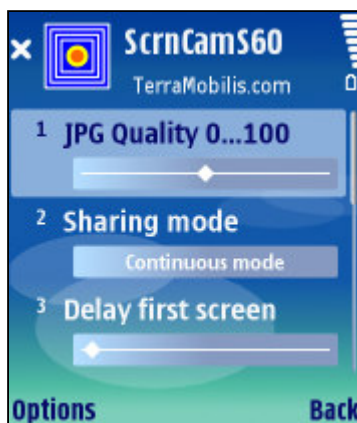 ScrnCamS60
TerraMobilis.com
1 JPG Quality 0...100
2 Sharing mode
Continuous mode
3 Delay first screen
Options Back